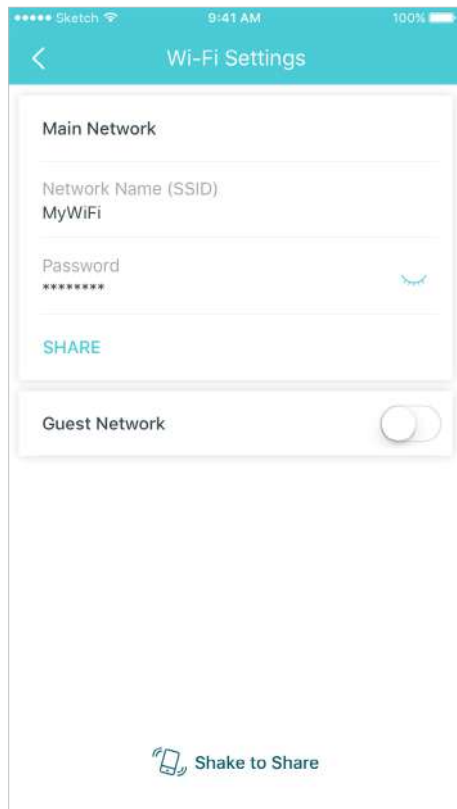 Sketch 9:41 AM 100%
Wi-Fi Settings
Main Network
Network Name (SSID)
MyWiFi
Password
********
SHARE
Guest Network
Shake to Share